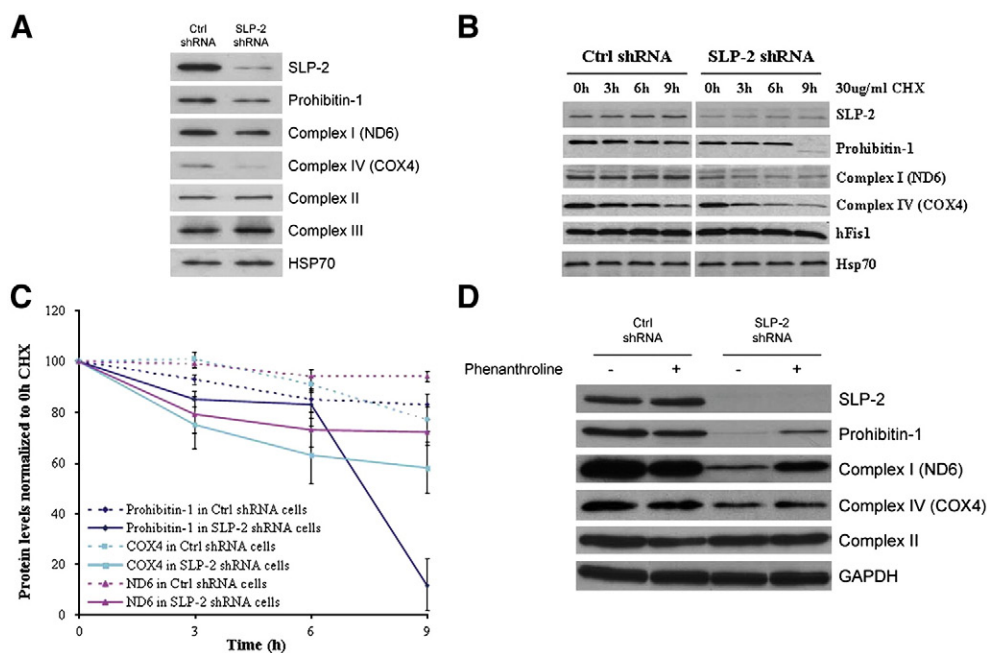 A
Ctrl shRNA
SLP-2 shRNA
SLP-2
Prohibitin-1
Complex I (ND6)
Complex IV (COX4)
Complex II
Complex III
HSP70
B
Ctrl shRNA
SLP-2 shRNA
0h 3h 6h 9h
0h 3h 6h 9h
30ug/ml CHX
SLP-2
Prohibitin-1
Complex I (ND6)
Complex IV (COX4)
hFis1
Hsp70
C
Protein levels normalized to 0h CHX
120
100
80
60
40
20
0
Prohibitin-1 in Ctrl shRNA cells
Prohibitin-1 in SLP-2 shRNA cells
COX4 in Ctrl shRNA cells
COX4 in SLP-2 shRNA cells
ND6 in Ctrl shRNA cells
ND6 in SLP-2 shRNA cells
0 3 6 9
Time (h)
D
Ctrl shRNA
SLP-2 shRNA
Phenanthroline - + - +
SLP-2
Prohibitin-1
Complex I (ND6)
Complex IV (COX4)
Complex II
GAPDH